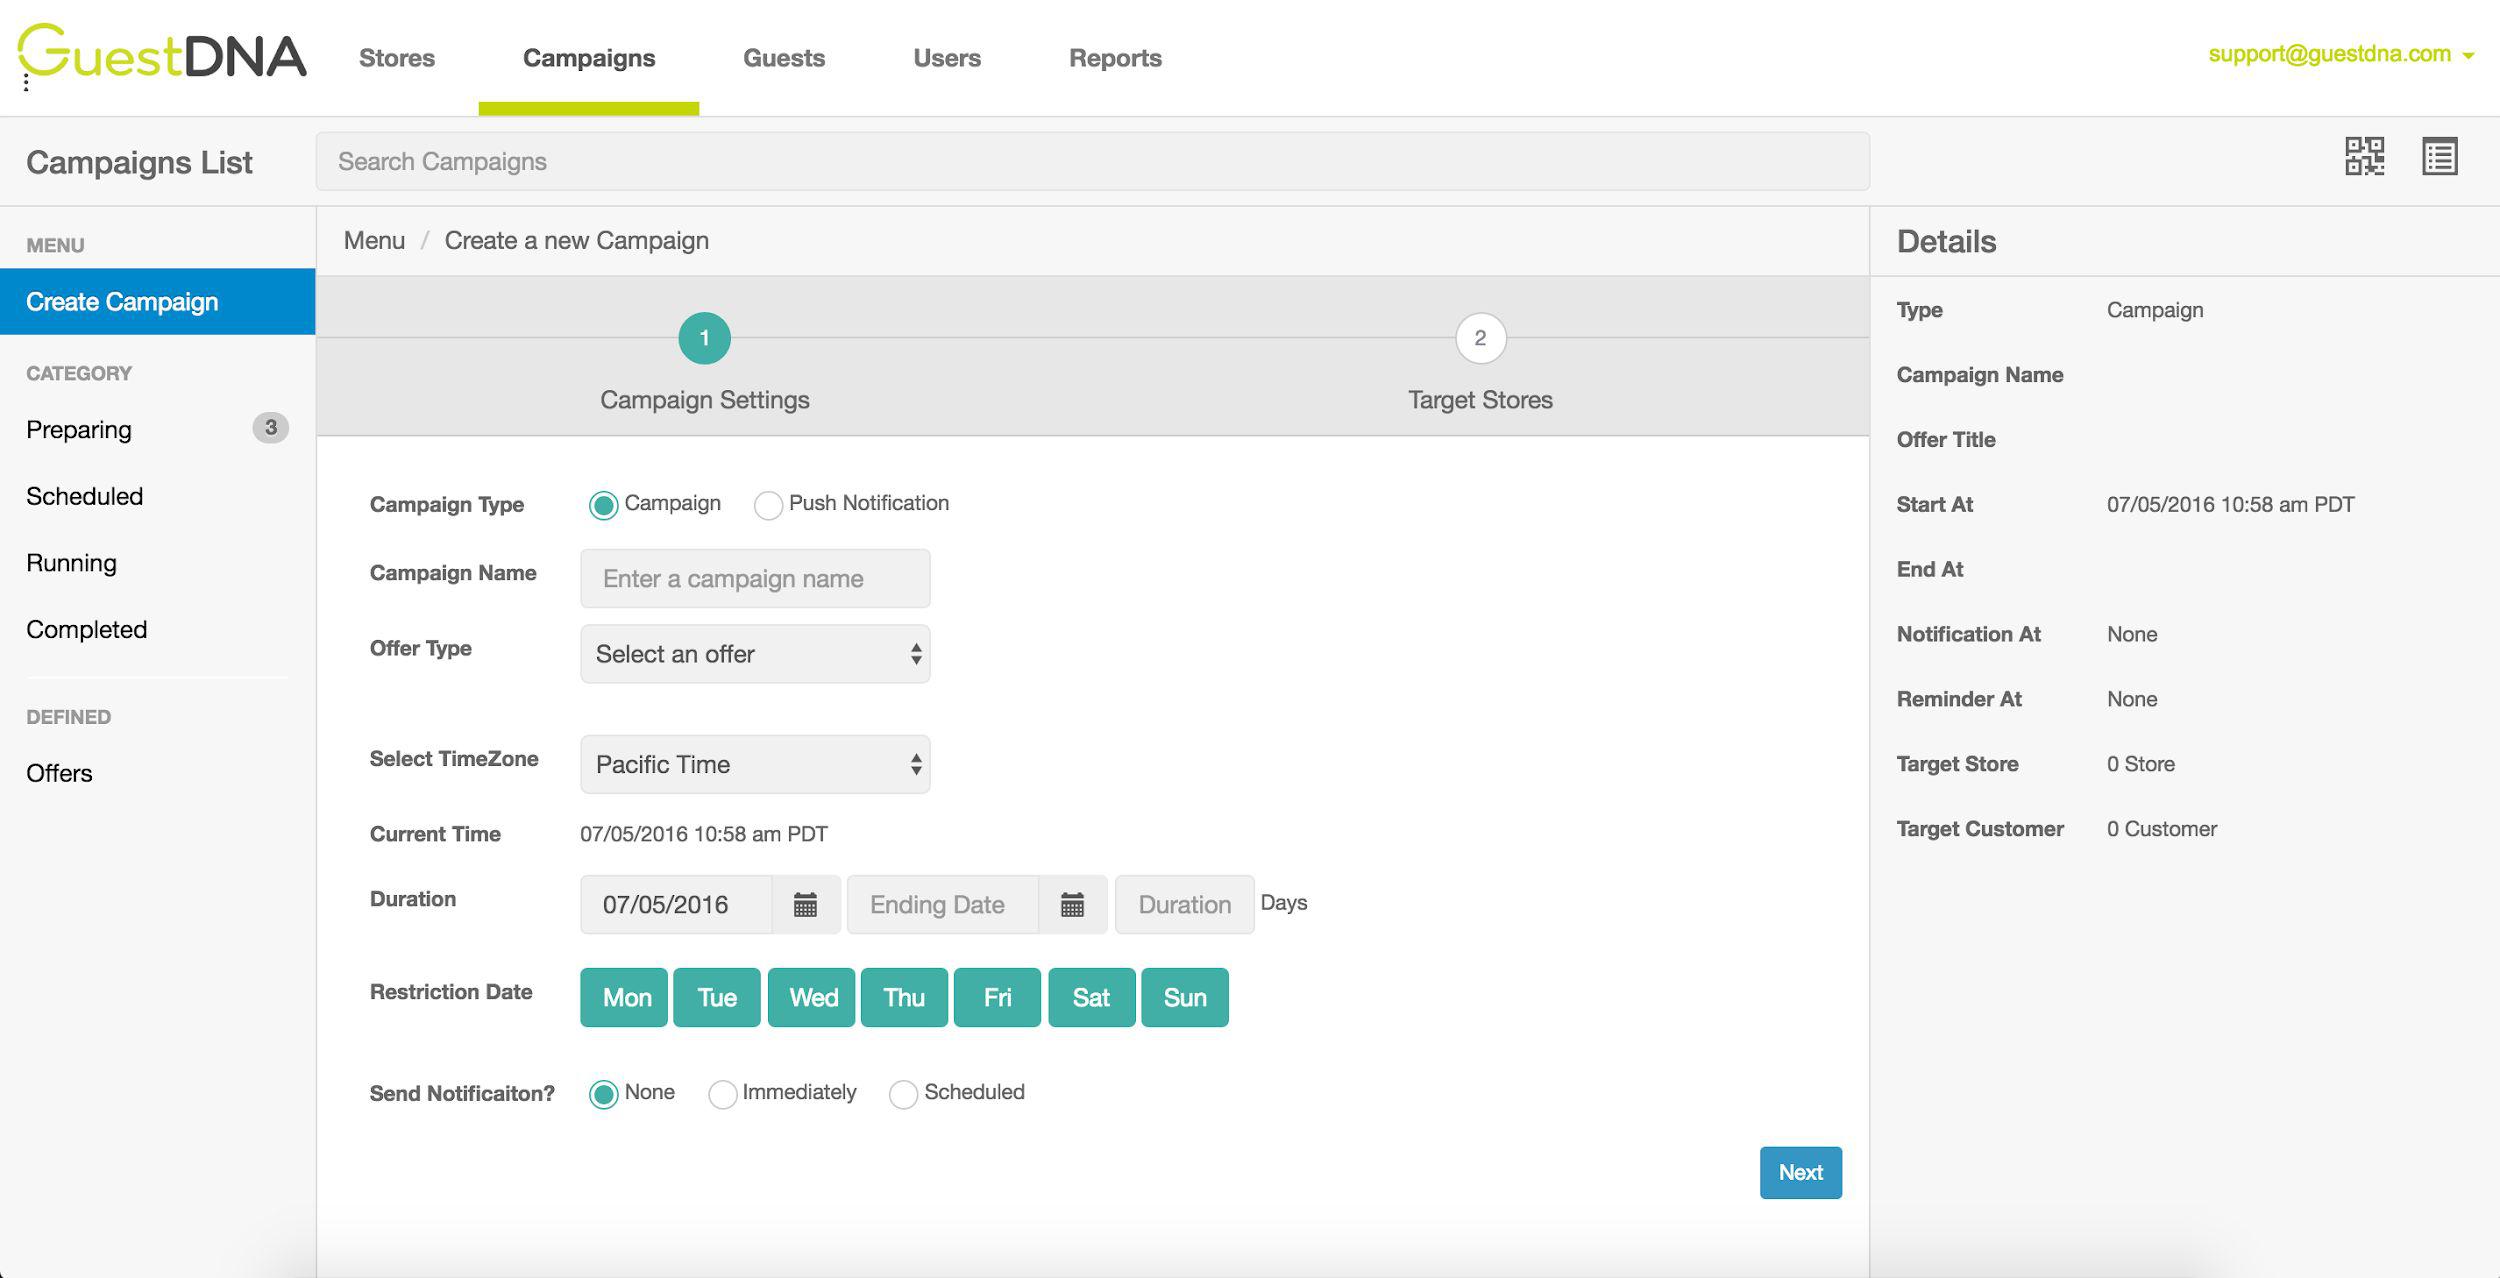 GuestDNA
Stores
Campaigns
Guests
Users
Reports
support@guestdna.com
Campaigns List
Search Campaigns
MENU
Create Campaign
CATEGORY
Preparing 3
Scheduled
Running
Completed
DEFINED
Offers
Menu / Create a new Campaign
1
Campaign Settings
2
Target Stores
Campaign Type Campaign Push Notification
Campaign Name Enter a campaign name
Offer Type Select an offer
Select TimeZone Pacific Time
Current Time 07/05/2016 10:58 am PDT
Duration 07/05/2016 Ending Date Duration Days
Restriction Date Mon Tue Wed Thu Fri Sat Sun
Send Notificaiton? None Immediately Scheduled
Next
Details
Type Campaign
Campaign Name
Offer Title
Start At 07/05/2016 10:58 am PDT
End At
Notification At None
Reminder At None
Target Store 0 Store
Target Customer 0 Customer